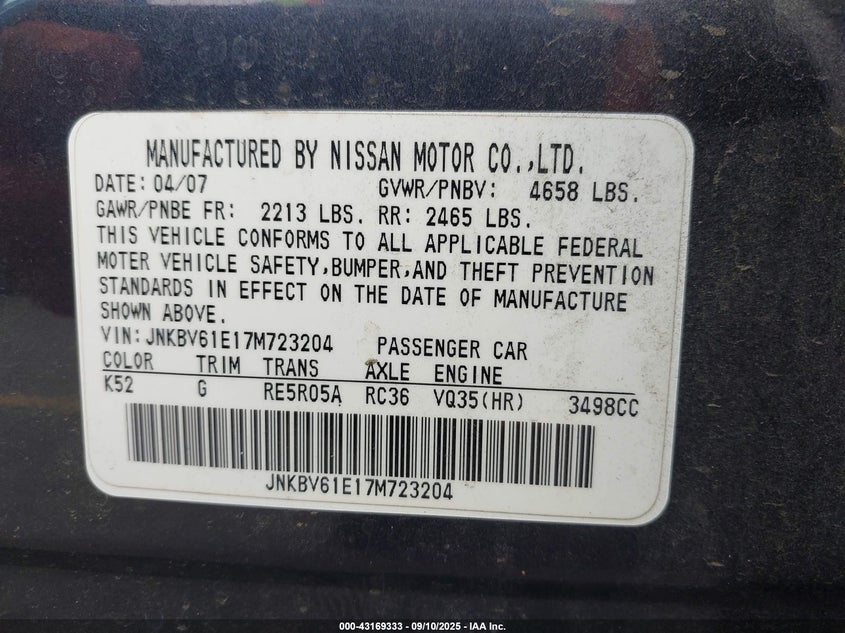 MANUFACTURED BY NISSAN MOTOR CO.,LTD.
DATE: 04/07 GVWR/PNBV: 4658 LBS.
GAWR/PNBE FR: 2213 LBS. RR: 2465 LBS.
THIS VEHICLE CONFORMS TO ALL APPLICABLE FEDERAL
MOTER VEHICLE SAFETY,BUMPER,AND THEFT PREVENTION
STANDARDS IN EFFECT ON THE DATE OF MANUFACTURE
SHOWN ABOVE.
VIN: JNKBV61E17M723204 PASSENGER CAR
COLOR TRIM TRANS AXLE ENGINE
K52 G RE5R05A RC36 VQ35(HR) 3498CC
JNKBV61E17M723204
000-43169333 - 09/10/2025 - IAA Inc.